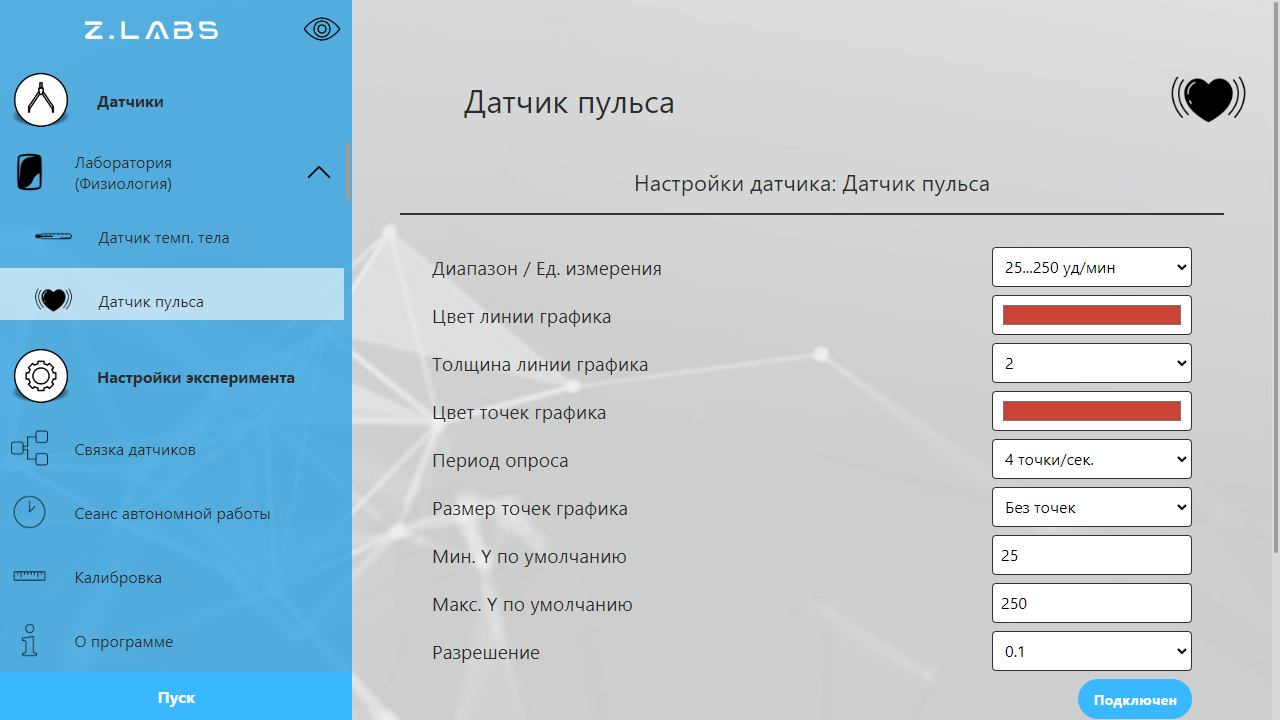 Z.LABS
Датчики
Лаборатория
(Физиология)
Датчик темп. тела
Датчик пульса
Настройки эксперимента
Связка датчиков
Сеанс автономной работы
Калибровка
О программе
Пуск
Датчик пульса
Настройки датчика: Датчик пульса
Диапазон / Ед. измерения 25...250 уд/мин
Цвет линии графика
Толщина линии графика 2
Цвет точек графика
Период опроса 4 точки/сек.
Размер точек графика Без точек
Мин. Y по умолчанию 25
Макс. Y по умолчанию 250
Разрешение 0.1
Подключен